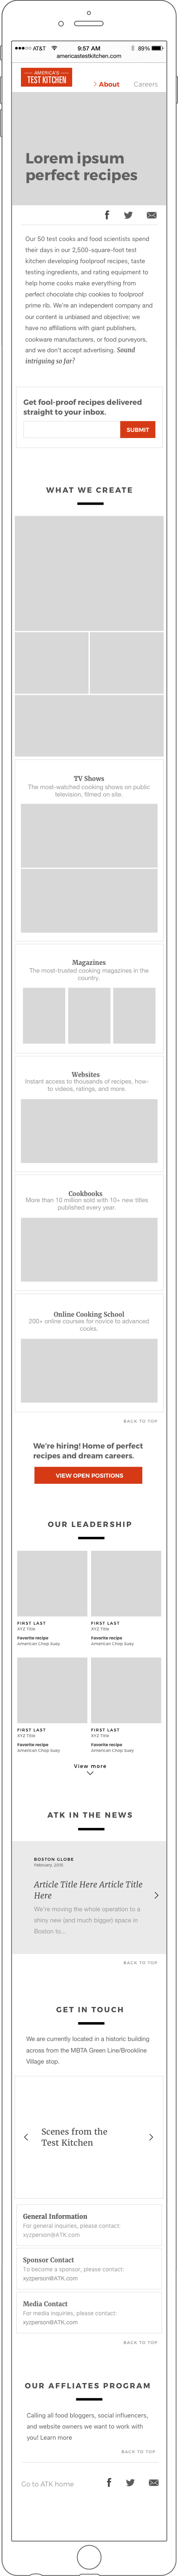 AT&T 9:57 AM 89%
americastestkitchen.com
AMERICA'S
TEST KITCHEN
> About Careers
Lorem ipsum
perfect recipes
Our 50 test cooks and food scientists spend
their days in our 2,500-square-foot test
kitchen developing foolproof recipes, taste
testing ingredients, and rating equipment to
help home cooks make everything from
perfect chocolate chip cookies to foolproof
prime rib. We're an independent company and
our content is unbiased and objective; we
have no affiliations with giant publishers,
cookware manufacturers, or food purveyors,
and we don't accept advertising. Sound
intriguing so far?
Get fool-proof recipes delivered
straight to your inbox.
SUBMIT
WHAT WE CREATE
TV Shows
The most-watched cooking shows on public
television, filmed on site.
Magazines
The most-trusted cooking magazines in the
country.
Websites
Instant access to thousands of recipes, how-
to videos, ratings, and more.
Cookbooks
More than 10 million sold with 10+ new titles
published every year.
Online Cooking School
200+ online courses for novice to advanced
cooks.
BACK TO TOP
We're hiring! Home of perfect
recipes and dream careers.
VIEW OPEN POSITIONS
OUR LEADERSHIP
FIRST LAST FIRST LAST
XYZ Title XYZ Title
Favorite recipe Favorite recipe
American Chop Suey American Chop Suey
FIRST LAST FIRST LAST
XYZ Title XYZ Title
Favorite recipe Favorite recipe
American Chop Suey American Chop Suey
View more
ATK IN THE NEWS
BOSTON GLOBE
February, 2016
Article Title Here Article Title
Here
We're moving the whole operation to a
shiny new (and much bigger) space in
Boston to...
BACK TO TOP
GET IN TOUCH
We are currently located in a historic building
across from the MBTA Green Line/Brookline
Village stop.
Scenes from the
Test Kitchen
General Information
For general inquiries, please contact:
xyzperson@ATK.com
Sponsor Contact
To become a sponsor, please contact:
xyzperson@ATK.com
Media Contact
For media inquiries, please contact:
xyzperson@ATK.com
BACK TO TOP
OUR AFFLIATES PROGRAM
Calling all food bloggers, social influencers,
and website owners we want to work with
you! Learn more
BACK TO TOP
Go to ATK home